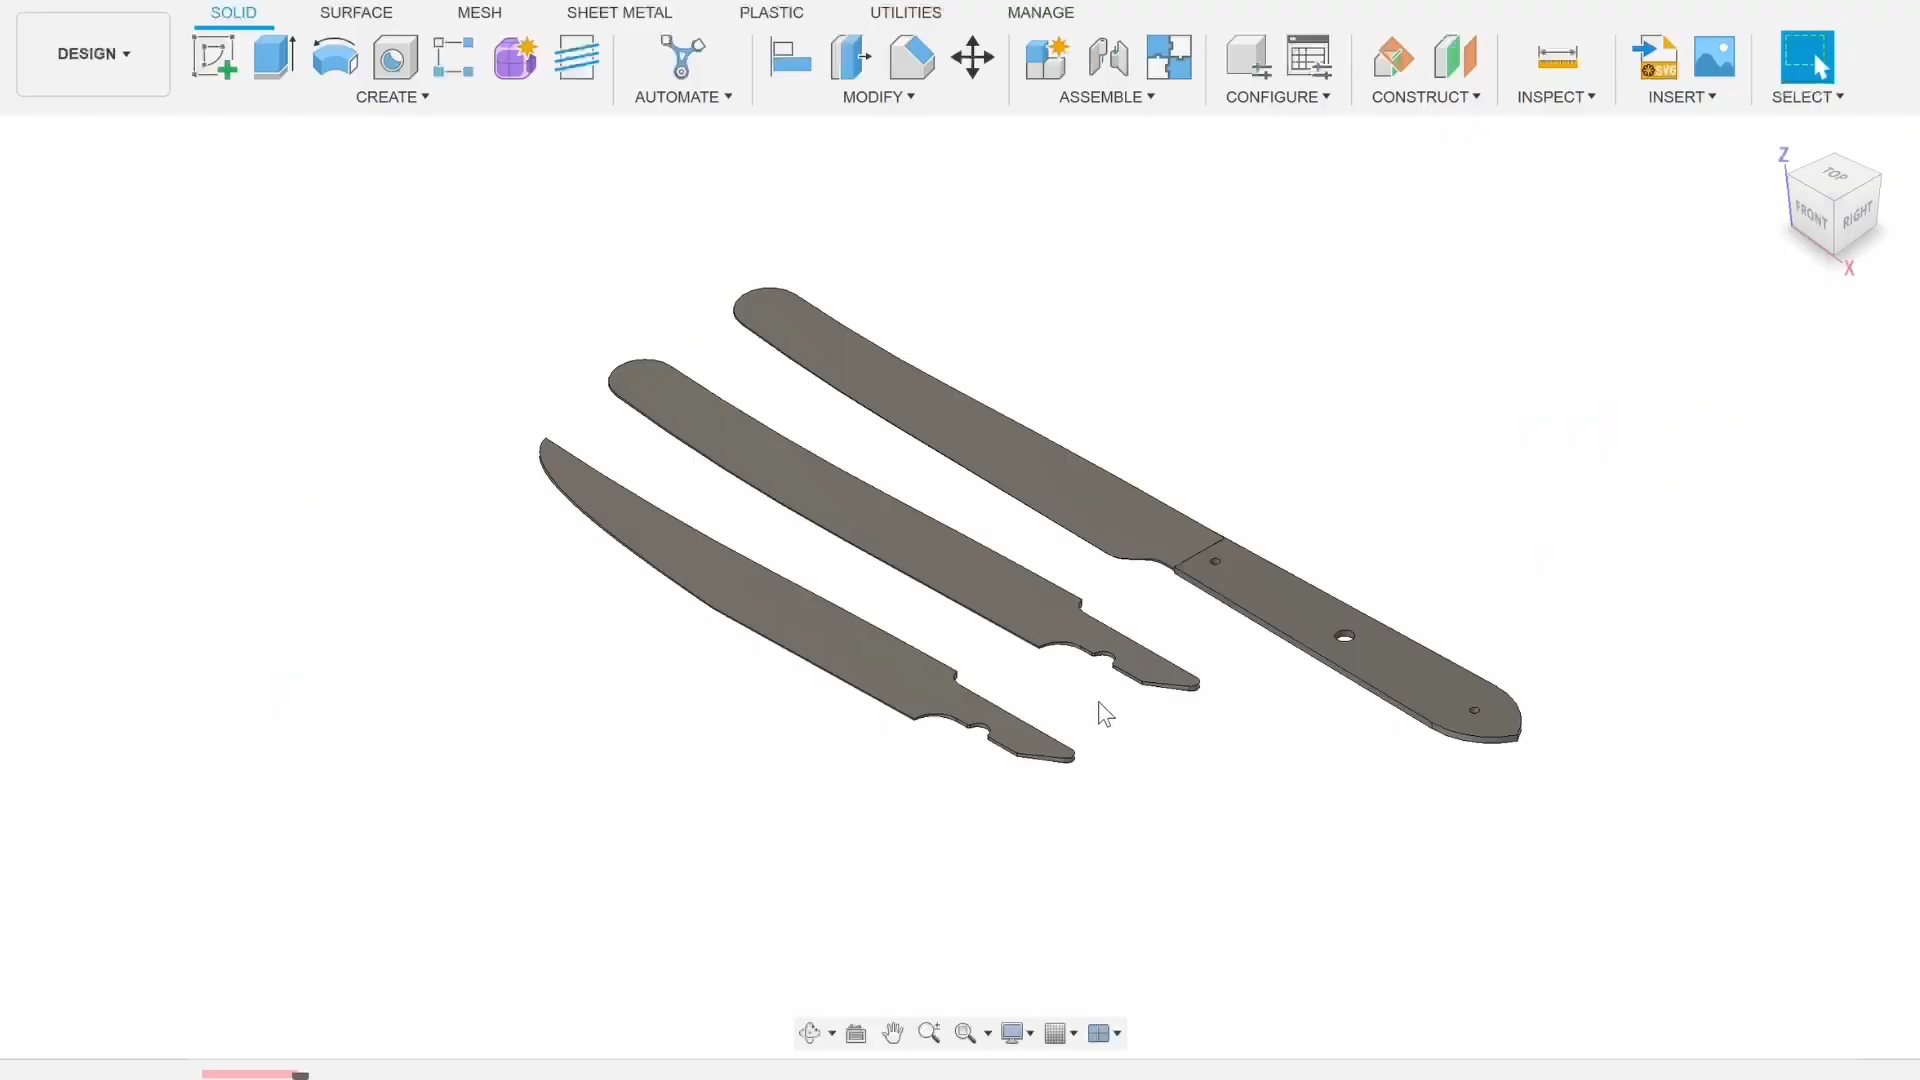 SOLID SURFACE MESH SHEET METAL PLASTIC UTILITIES MANAGE
DESIGN
CREATE AUTOMATE MODIFY ASSEMBLE CONFIGURE CONSTRUCT INSPECT INSERT SELECT
SVG
Z
TOP
FRONT RIGHT
X